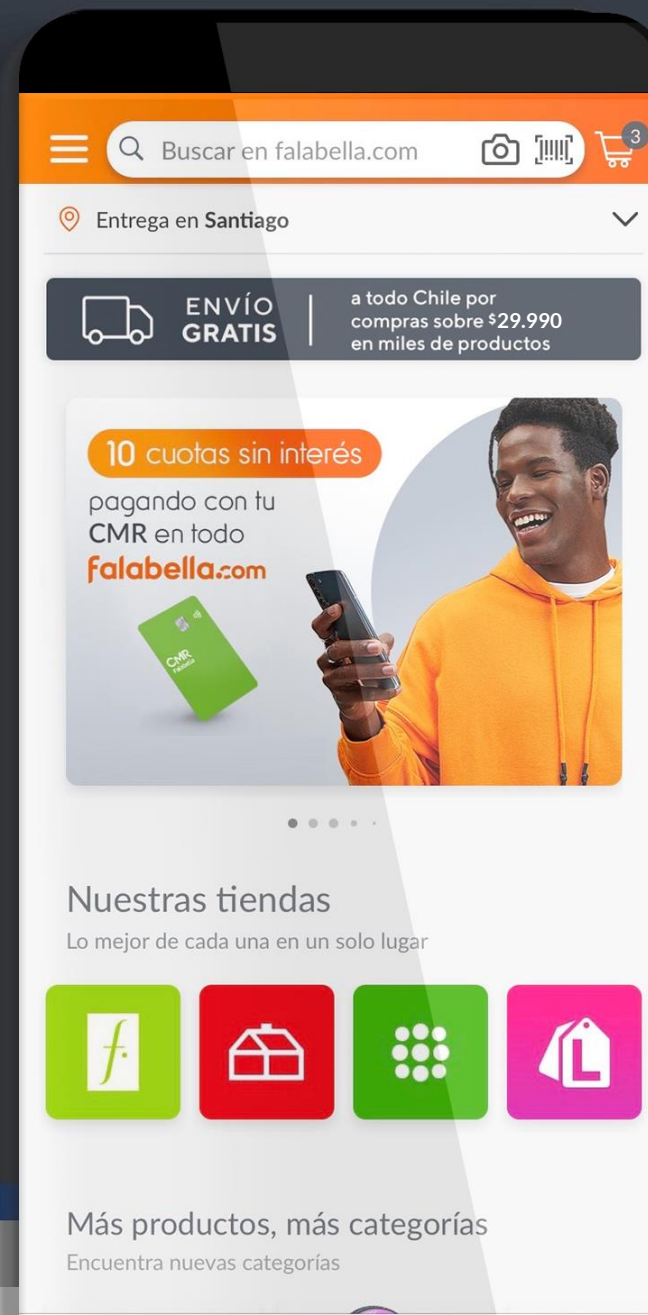 Buscar en falabella.com
3
Entrega en Santiago
ENVÍO
GRATIS
a todo Chile por
compras sobre $29.990
en miles de productos
10 cuotas sin interés
pagando con tu
CMR en todo
falabella.com
CMR
Falabella
Nuestras tiendas
Lo mejor de cada una en un solo lugar
f.
L
Más productos, más categorías
Encuentra nuevas categorías